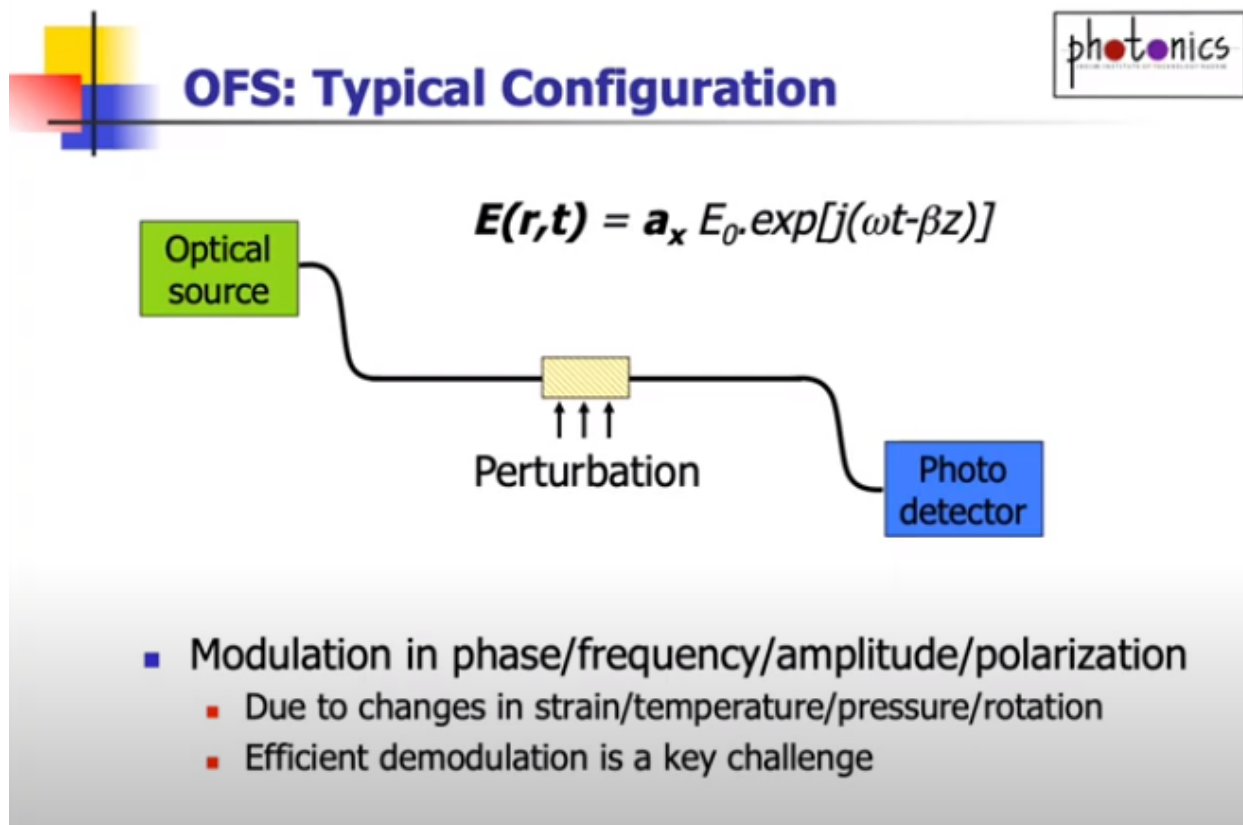 OFS: Typical Configuration
photonics
E(r,t) = aₓ E₀.exp[j(ωt-βz)]
Optical
source
Perturbation
Photo
detector
Modulation in phase/frequency/amplitude/polarization
Due to changes in strain/temperature/pressure/rotation
Efficient demodulation is a key challenge